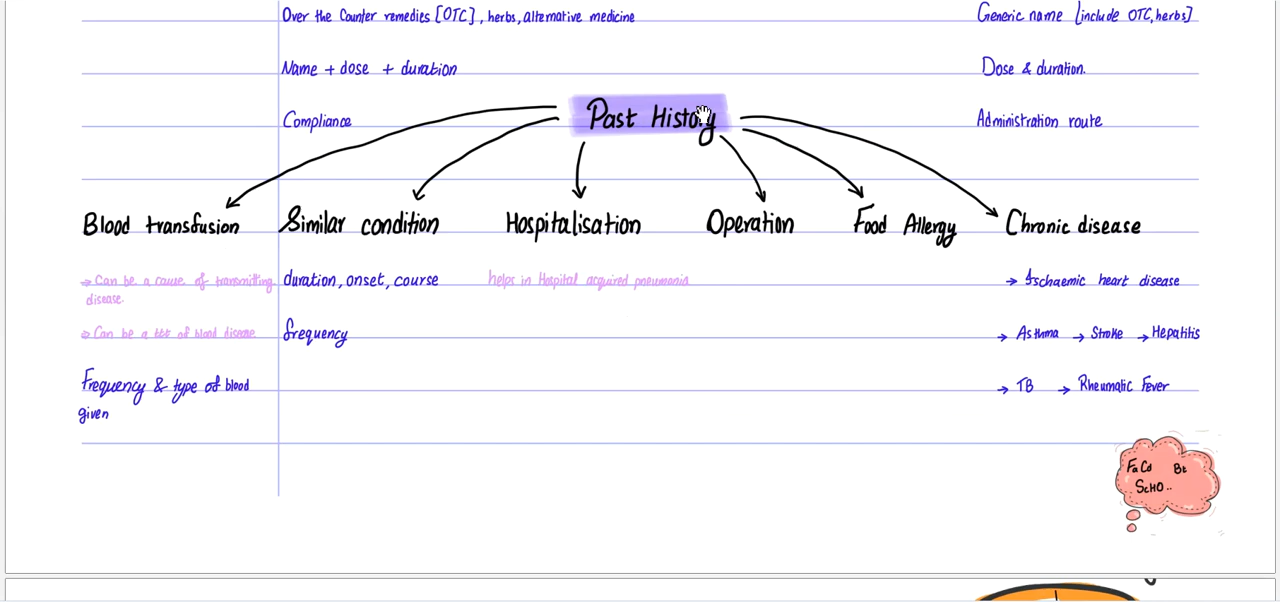 Over the Counter remedies [OTC], herbs, alternative medicine
Generic name [include OTC, herbs]
Name + dose + duration
Dose & duration.
Compliance
Past History
Administration route
Blood transfusion
Similar condition
Hospitalisation
Operation
Food Allergy
Chronic disease
→ Can be a cause of transmitting disease.
duration, onset, course
helps in Hospital acquired pneumonia
→ Ischaemic heart disease
→ Can be a ttt of blood disease
frequency
→ Asthma → Stroke → Hepatitis
Frequency & type of blood
given
→ TB → Rheumatic Fever
FaCd Bt
ScHO..